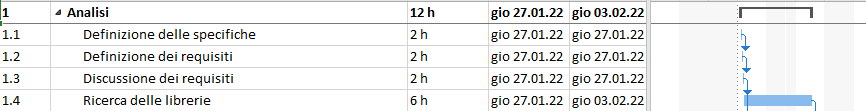 1 Analisi 12 h gio 27.01.22 gio 03.02.22
1.1 Definizione delle specifiche 2 h gio 27.01.22 gio 27.01.22
1.2 Definizione dei requisiti 2 h gio 27.01.22 gio 27.01.22
1.3 Discussione dei requisiti 2 h gio 27.01.22 gio 27.01.22
1.4 Ricerca delle librerie 6 h gio 27.01.22 gio 03.02.22